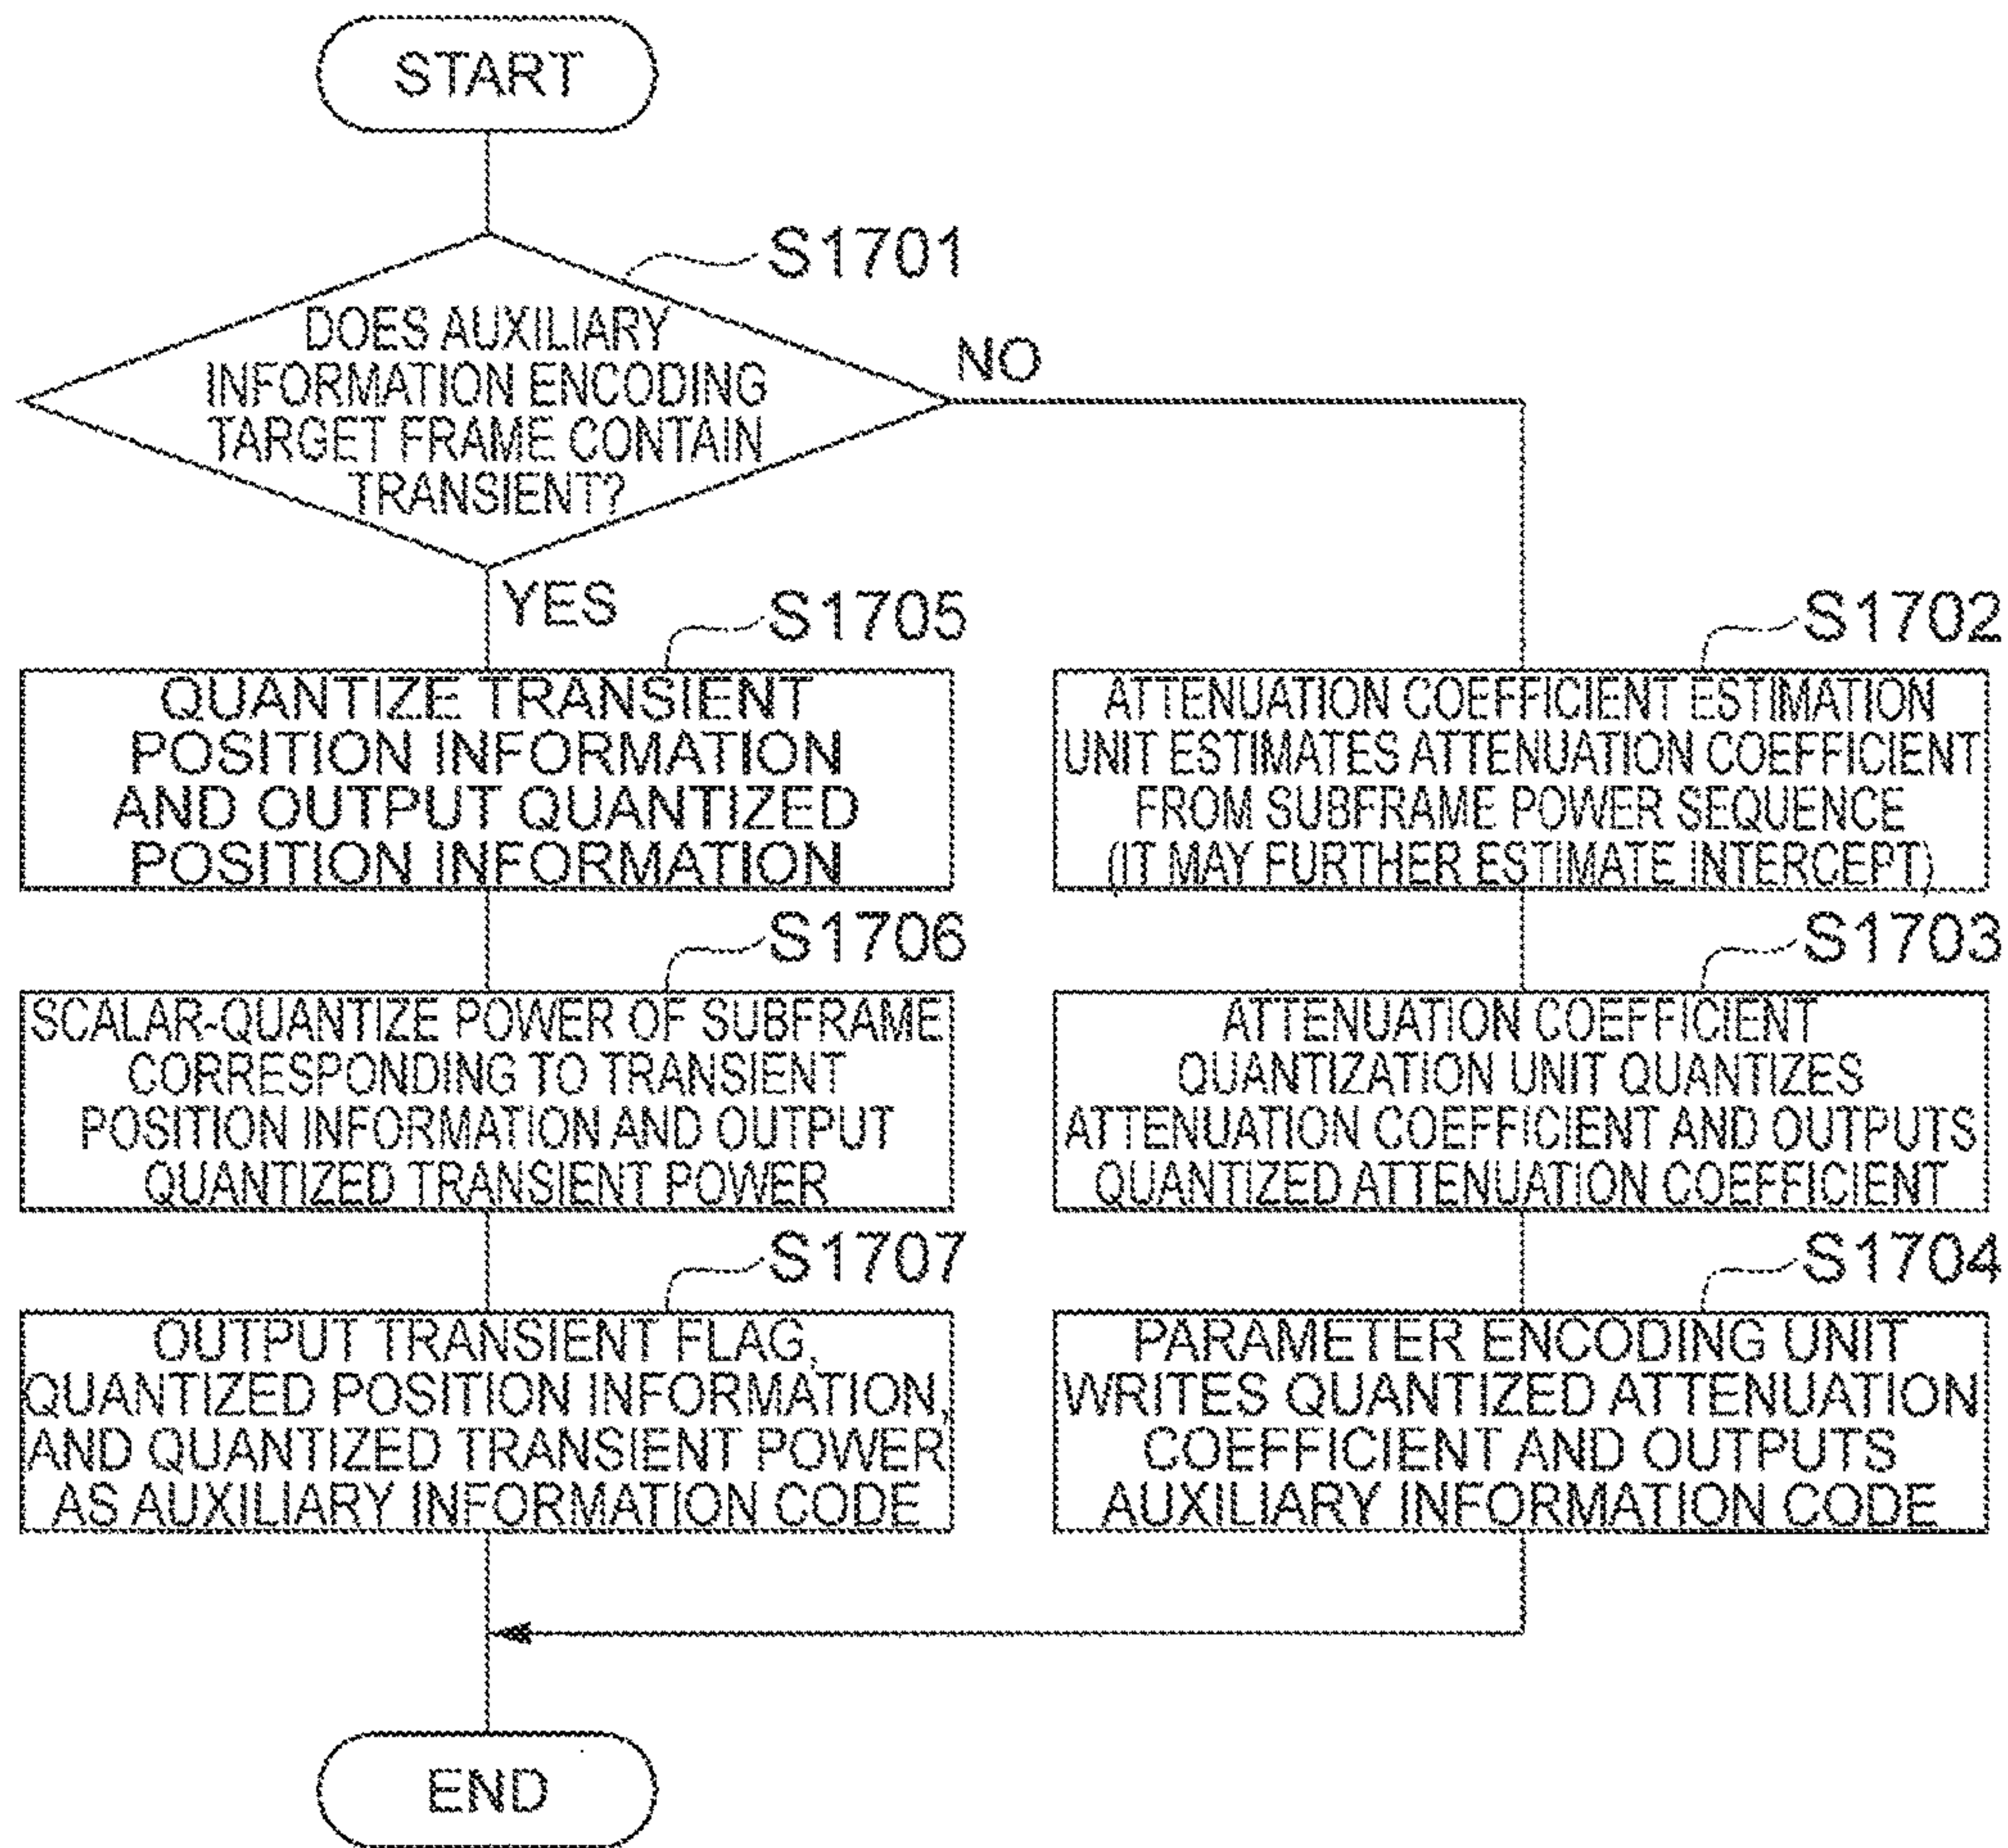 START
S1701
DOES AUXILIARY
INFORMATION ENCODING
TARGET FRAME CONTAIN
TRANSIENT?
NO
YES
S1705
QUANTIZE TRANSIENT
POSITION INFORMATION
AND OUTPUT QUANTIZED
POSITION INFORMATION
S1706
SCALAR-QUANTIZE POWER OF SUBFRAME
CORRESPONDING TO TRANSIENT
POSITION INFORMATION AND OUTPUT
QUANTIZED TRANSIENT POWER
S1707
OUTPUT TRANSIENT FLAG,
QUANTIZED POSITION INFORMATION,
AND QUANTIZED TRANSIENT POWER
AS AUXILIARY INFORMATION CODE
S1702
ATTENUATION COEFFICIENT ESTIMATION
UNIT ESTIMATES ATTENUATION COEFFICIENT
FROM SUBFRAME POWER SEQUENCE
(IT MAY FURTHER ESTIMATE INTERCEPT)
S1703
ATTENUATION COEFFICIENT
QUANTIZATION UNIT QUANTIZES
ATTENUATION COEFFICIENT AND OUTPUTS
QUANTIZED ATTENUATION COEFFICIENT
S1704
PARAMETER ENCODING UNIT
WRITES QUANTIZED ATTENUATION
COEFFICIENT AND OUTPUTS
AUXILIARY INFORMATION CODE
END